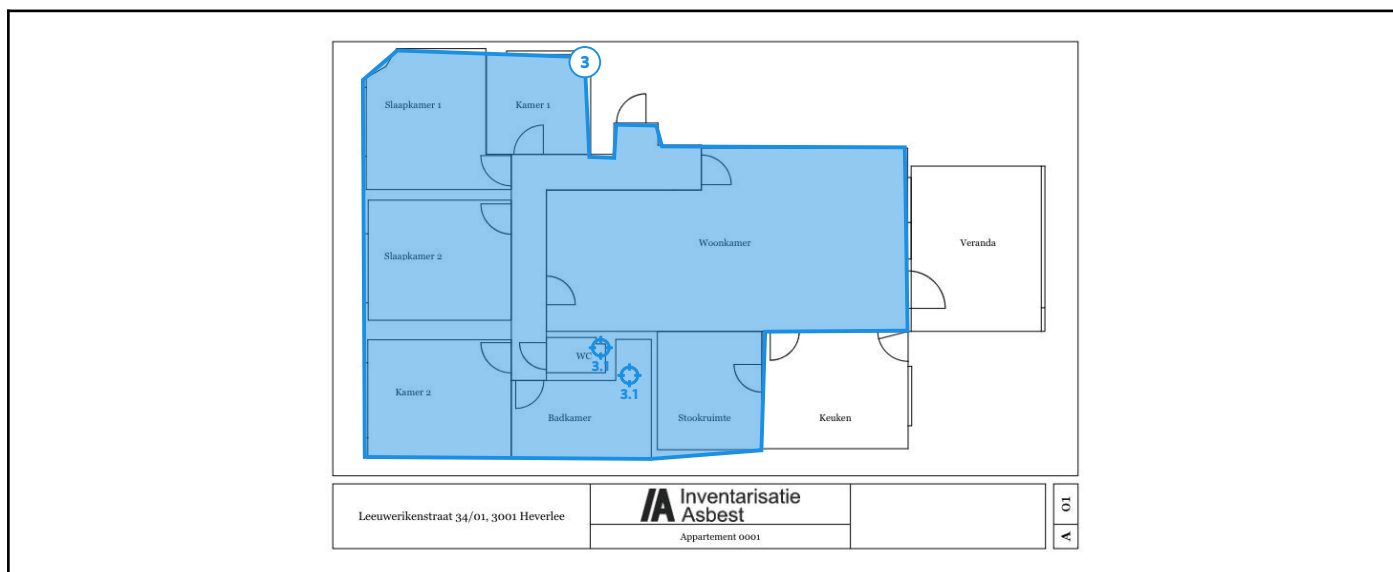 3
Slaapkamer 1
Kamer 1
Slaapkamer 2
Woonkamer
Veranda
WC
3.1
3.1
Kamer 2
Badkamer
Stookruimte
Keuken
Leeuwerikenstraat 34/01, 3001 Heverlee
IA Inventarisatie
Asbest
Appartement 0001
A 01